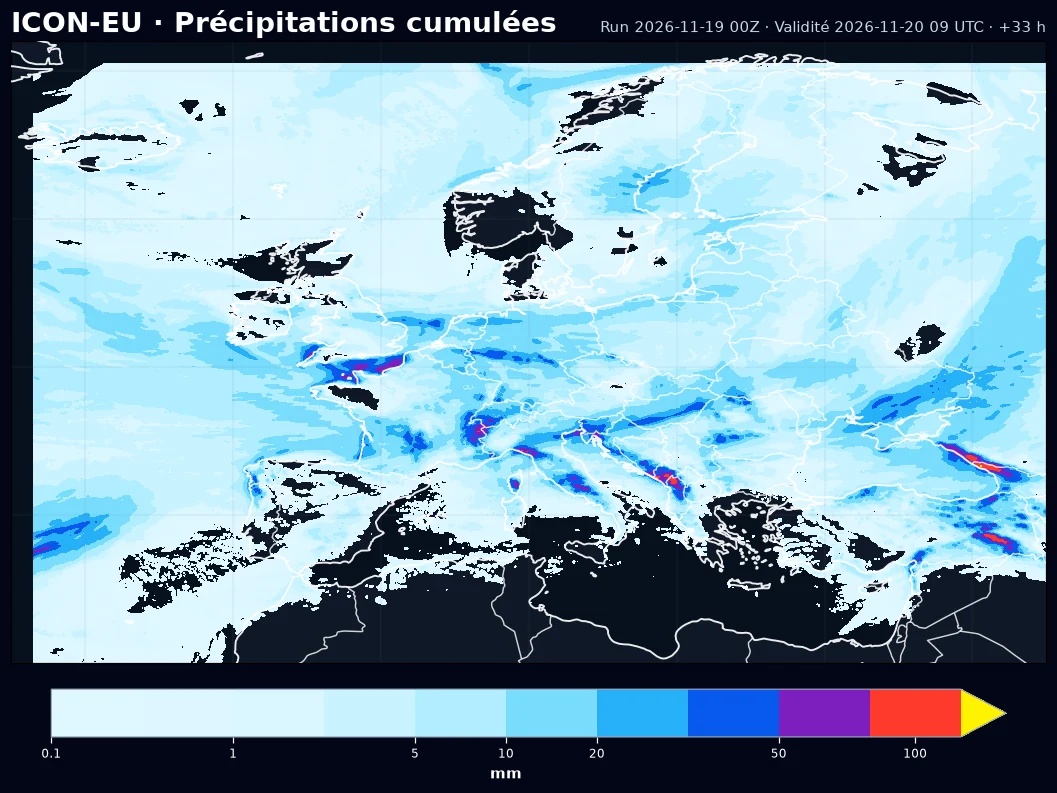 ICON-EU · Précipitations cumulées
Run 2026-11-19 00Z · Validité 2026-11-20 09 UTC · +33 h
0.1 1 5 10 20 50 100
mm